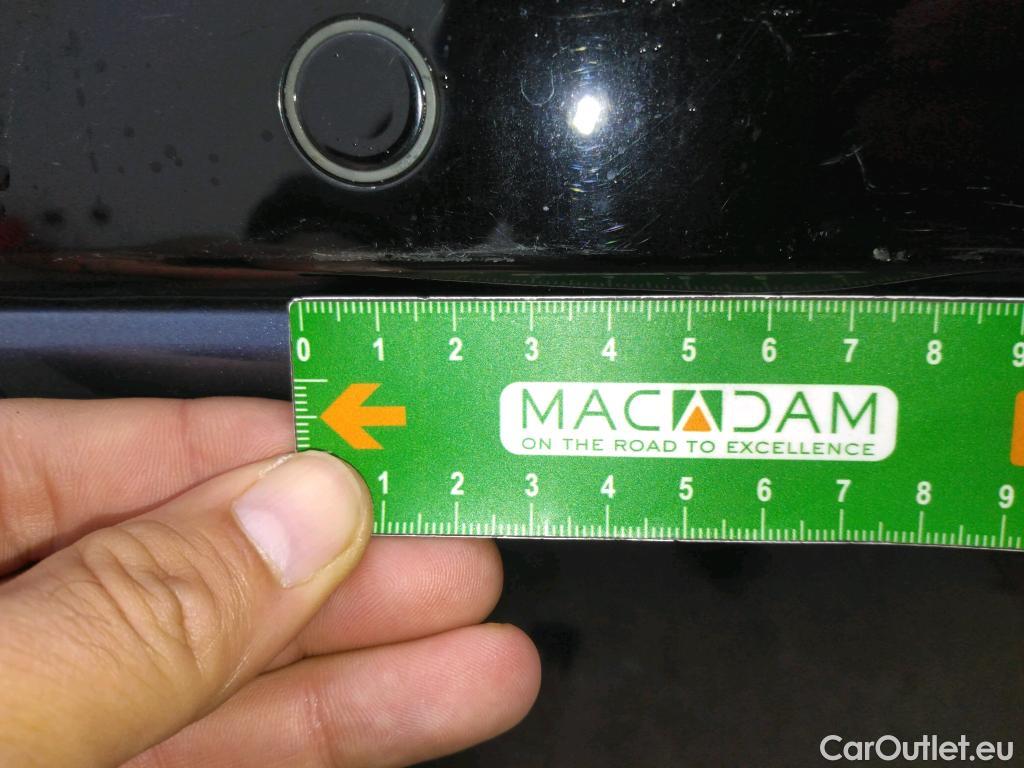 0 1 2 3 4 5 6 7 8 9
MACADAM
ON THE ROAD TO EXCELLENCE
1 2 3 4 5 6 7 8 9
CarOutlet.eu